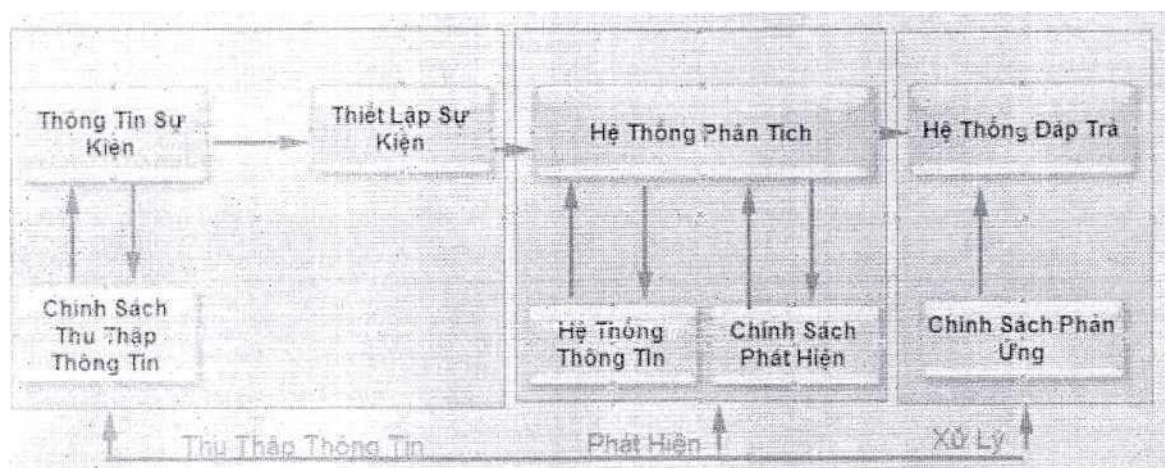 Thông Tin Sự
Kiện
Thiết Lập Sự
Kiện
Hệ Thống Phân Tích
Hệ Thống Đáp Trả
Chính Sách
Thu Thập
Thông Tin
Hệ Thống
Thông Tin
Chính Sách
Phát Hiện
Chính Sách Phản
Ứng
Thu Thập Thông Tin
Phát Hiện
Xử Lý